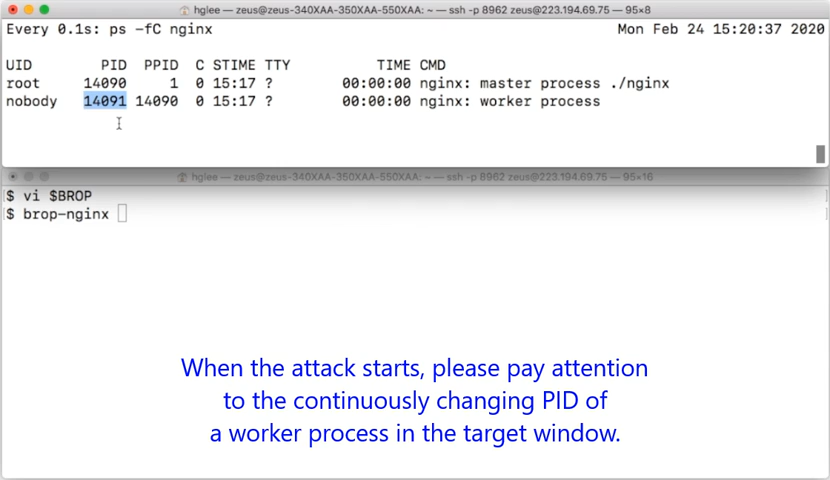 hglee — zeus@zeus-340XAA-350XAA-550XAA: ~ — ssh -p 8962 zeus@223.194.69.75 — 95×8
Every 0.1s: ps -fC nginx Mon Feb 24 15:20:37 2020
UID PID PPID C STIME TTY TIME CMD
root 14090 1 0 15:17 ? 00:00:00 nginx: master process ./nginx
nobody 14091 14090 0 15:17 ? 00:00:00 nginx: worker process
hglee — zeus@zeus-340XAA-350XAA-550XAA: ~ — ssh -p 8962 zeus@223.194.69.75 — 95×16
$ vi $BROP
$ brop-nginx
When the attack starts, please pay attention
to the continuously changing PID of
a worker process in the target window.